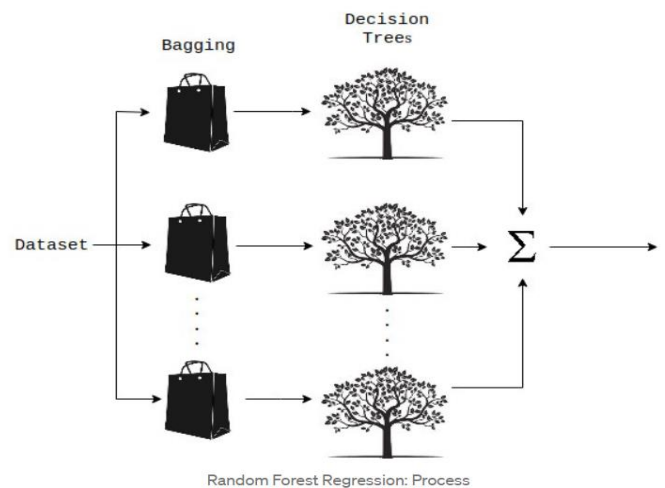 Decision
Trees
Bagging
Dataset
Σ
Random Forest Regression: Process